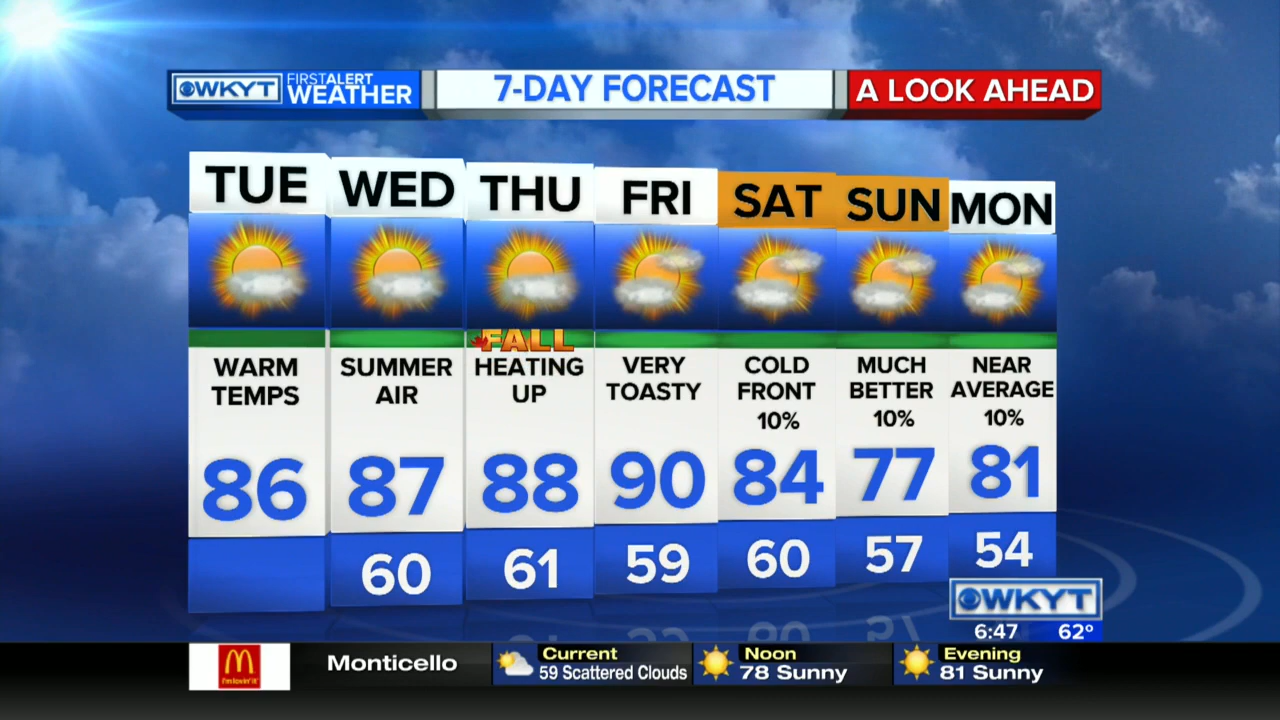 WKYT FIRST ALERT WEATHER
7-DAY FORECAST
A LOOK AHEAD
TUE WED THU FRI SAT SUN MON
FALL
WARM TEMPS
SUMMER AIR
HEATING UP
VERY TOASTY
COLD FRONT 10%
MUCH BETTER 10%
NEAR AVERAGE 10%
86 87 88 90 84 77 81
60 61 59 60 57 54
WKYT
6:47 62°
i'm lovin' it
Monticello
Current
59 Scattered Clouds
Noon
78 Sunny
Evening
81 Sunny